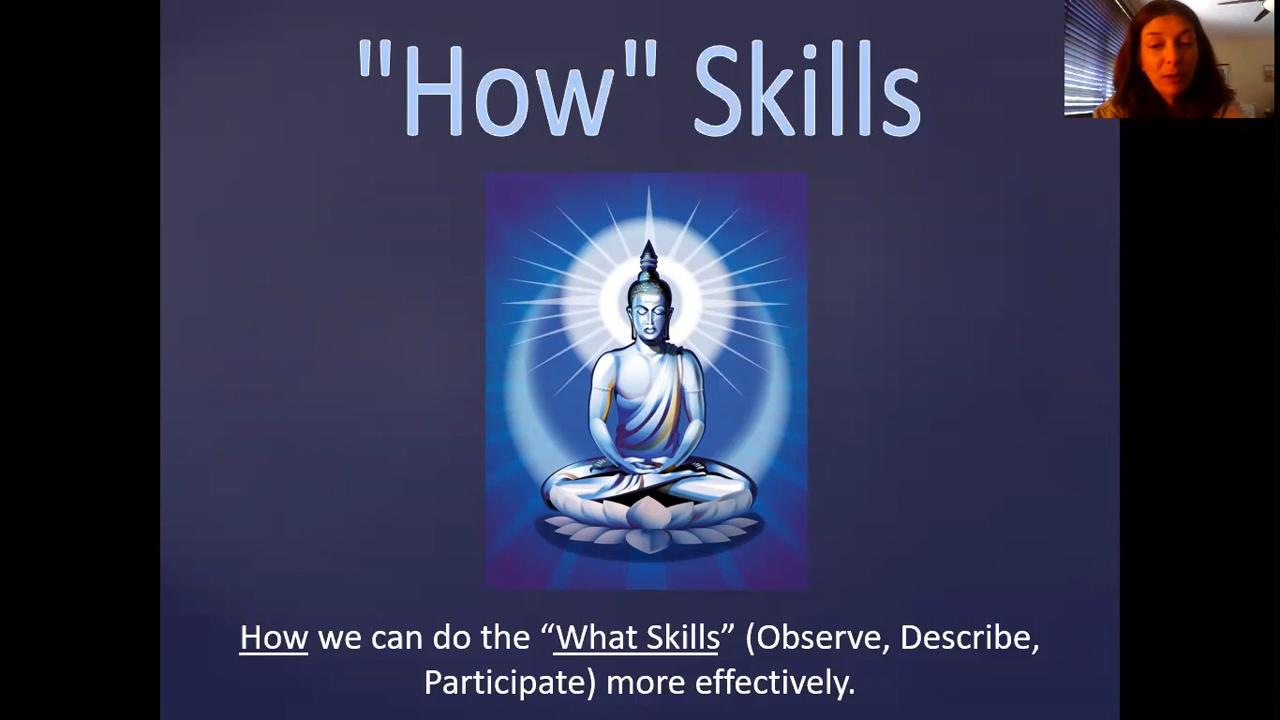 "How" Skills
How we can do the “What Skills” (Observe, Describe,
Participate) more effectively.